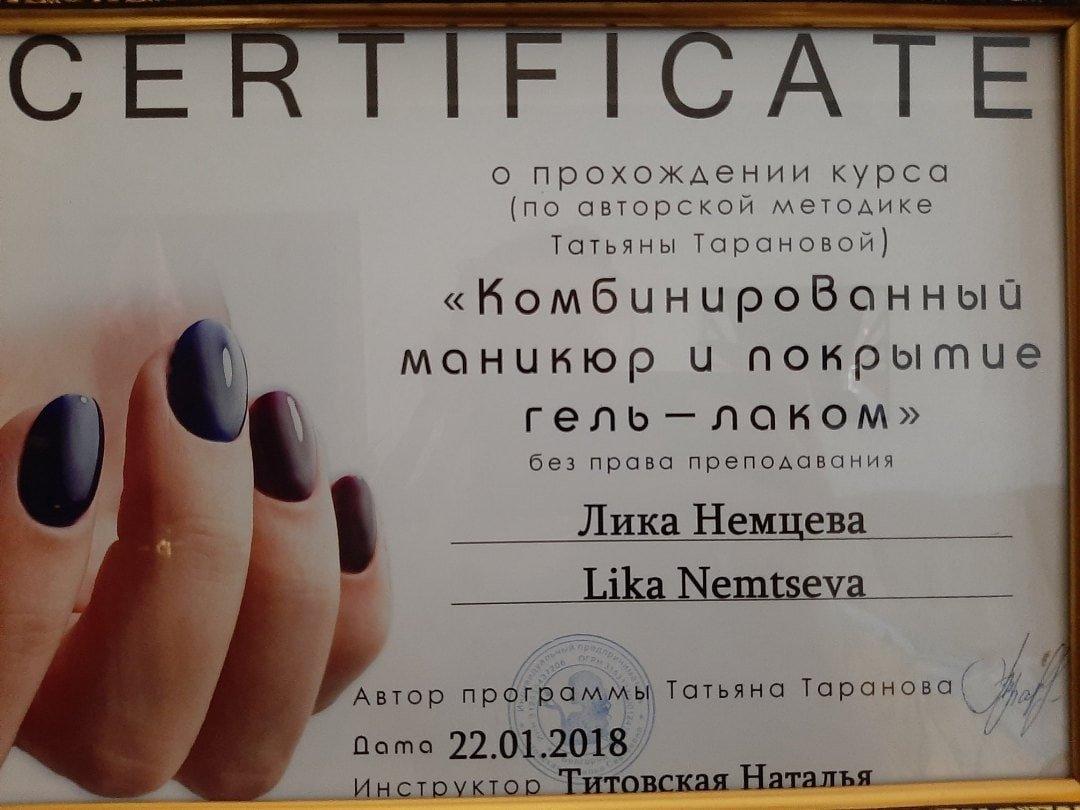 CERTIFICATE
о прохождении курса
(по авторской методике
Татьяны Тарановой)
«Комбинированный
маникюр и покрытие
гель—лаком»
без права преподавания
Лика Немцева
Lika Nemtseva
Автор программы Татьяна Таранова
Дата 22.01.2018
Инструктор Титовская Наталья